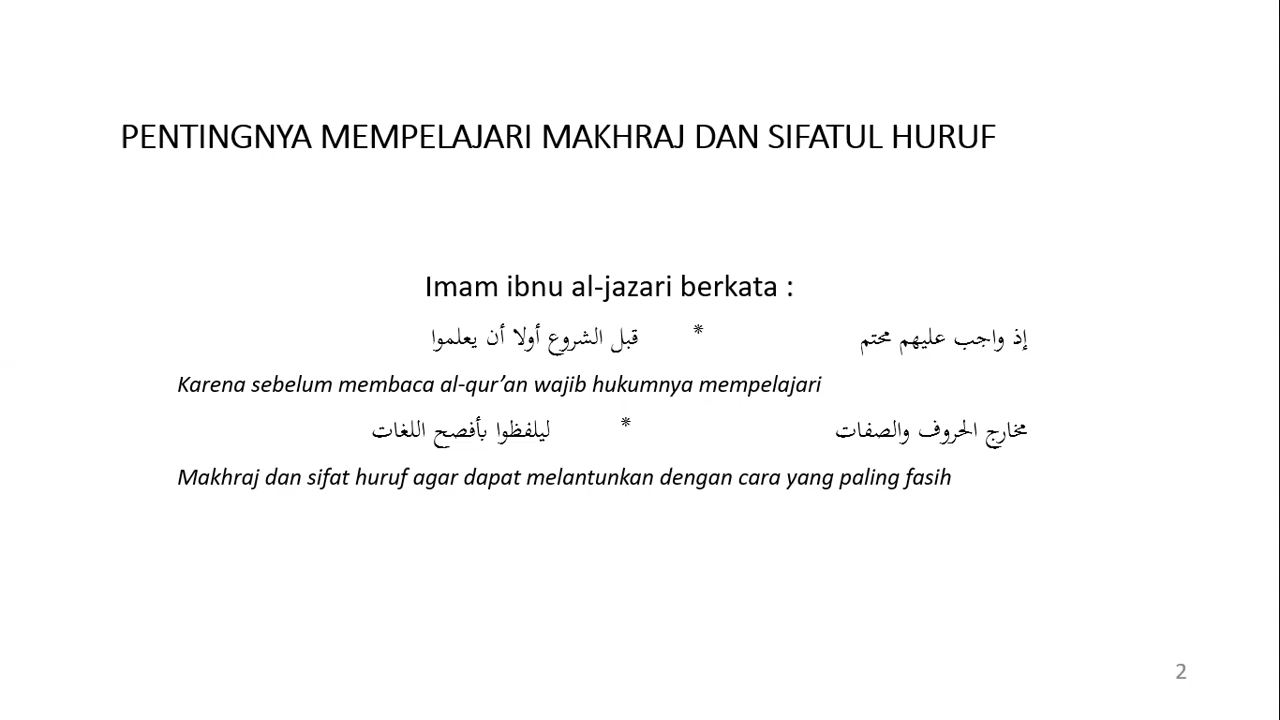 PENTINGNYA MEMPELAJARI MAKHRAJ DAN SIFATUL HURUF
Imam ibnu al-jazari berkata :
إذ واجب عليهم محتم * قبل الشروع أولا أن يعلموا
Karena sebelum membaca al-qur’an wajib hukumnya mempelajari
مخارج الحروف والصفات * ليلفظوا بأفصح اللغات
Makhraj dan sifat huruf agar dapat melantunkan dengan cara yang paling fasih
2